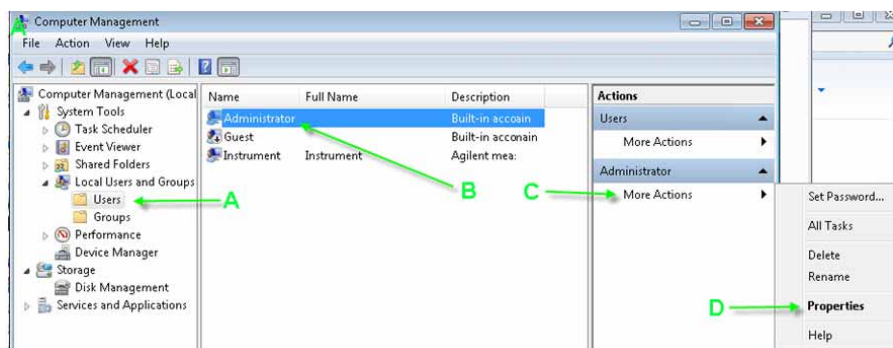 A
Computer Management
File Action View Help
Computer Management (Local
System Tools
Task Scheduler
Event Viewer
Shared Folders
Local Users and Groups
Users
Groups
Performance
Device Manager
Storage
Disk Management
Services and Applications
Name Full Name Description
Administrator Built-in accoain
Guest Built-in acconain
Instrument Instrument Agilent mea:
A
B
Actions
Users
More Actions
Administrator
C
More Actions
Set Password...
All Tasks
Delete
Rename
D
Properties
Help